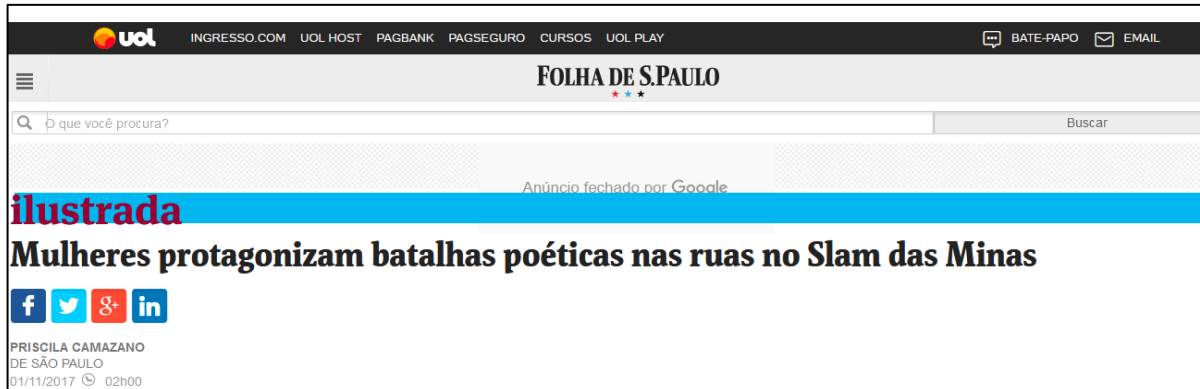 uol INGRESSO.COM UOL HOST PAGBANK PAGSEGURO CURSOS UOL PLAY BATE-PAPO EMAIL
FOLHA DE S.PAULO
O que você procura? Buscar
Anúncio fechado por Google
ilustrada
Mulheres protagonizam batalhas poéticas nas ruas no Slam das Minas
f 8+ in
PRISCILA CAMAZANO
DE SÃO PAULO
01/11/2017 02h00